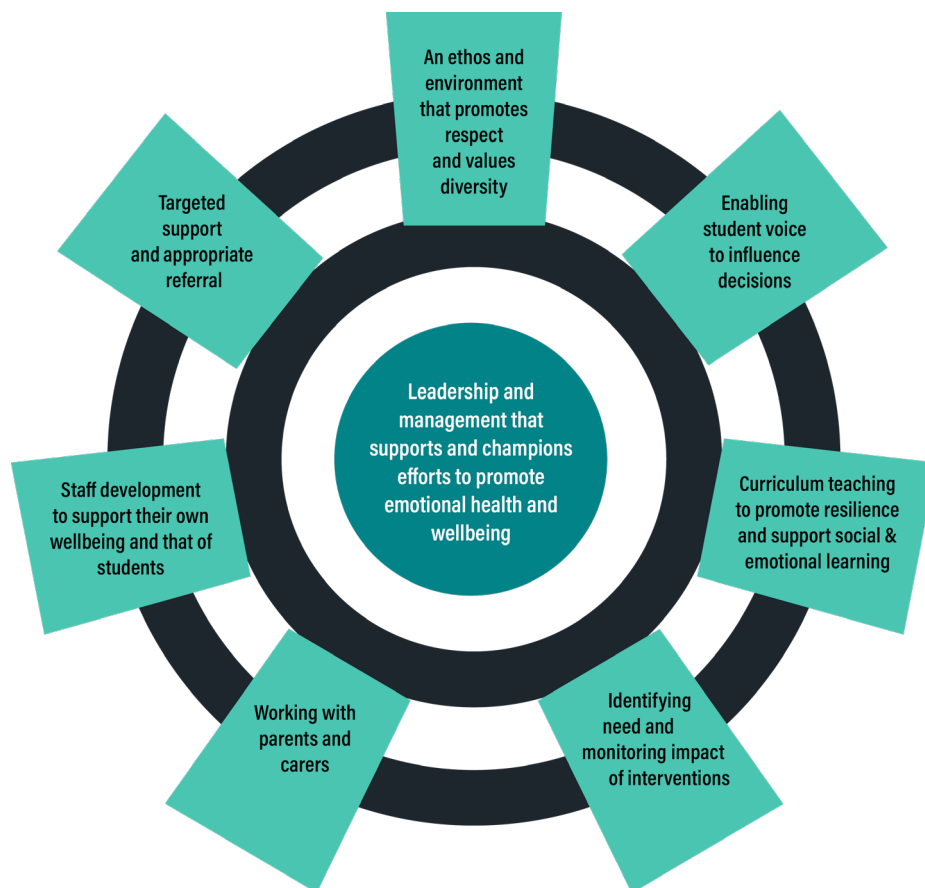 An ethos and
environment
that promotes
respect
and values
diversity
Enabling
student voice
to influence
decisions
Curriculum teaching
to promote resilience
and support social &
emotional learning
Identifying
need and
monitoring impact
of interventions
Working with
parents and
carers
Staff development
to support their own
wellbeing and that of
students
Targeted
support
and appropriate
referral
Leadership and
management that
supports and champions
efforts to promote
emotional health and
wellbeing